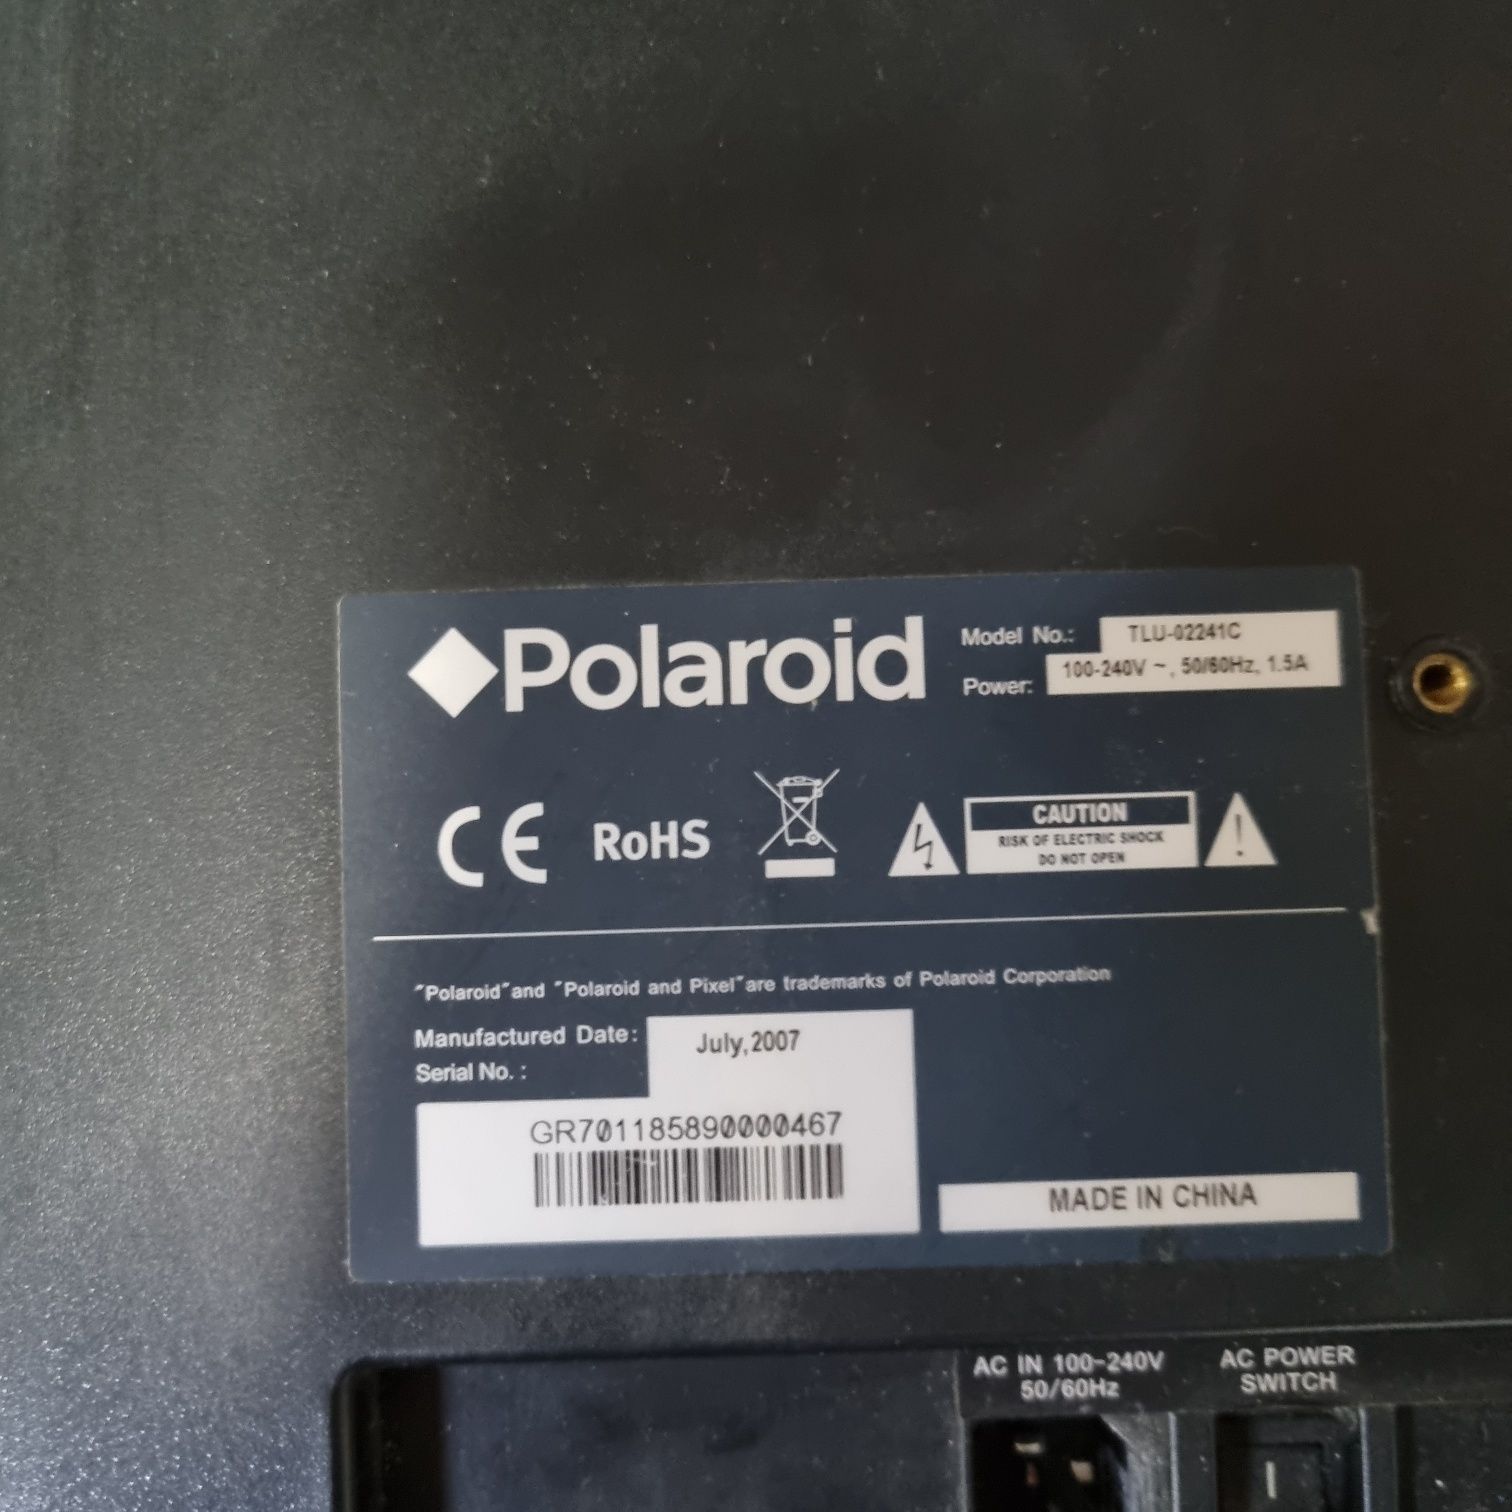 Polaroid
Model No.: TLU-02241C
Power: 100-240V ~, 50/60Hz, 1.5A
CE RoHS
CAUTION
RISK OF ELECTRIC SHOCK
DO NOT OPEN
"Polaroid" and "Polaroid and Pixel" are trademarks of Polaroid Corporation
Manufactured Date: July,2007
Serial No. :
GR701185890000467
MADE IN CHINA
AC IN 100-240V
50/60Hz
AC POWER
SWITCH